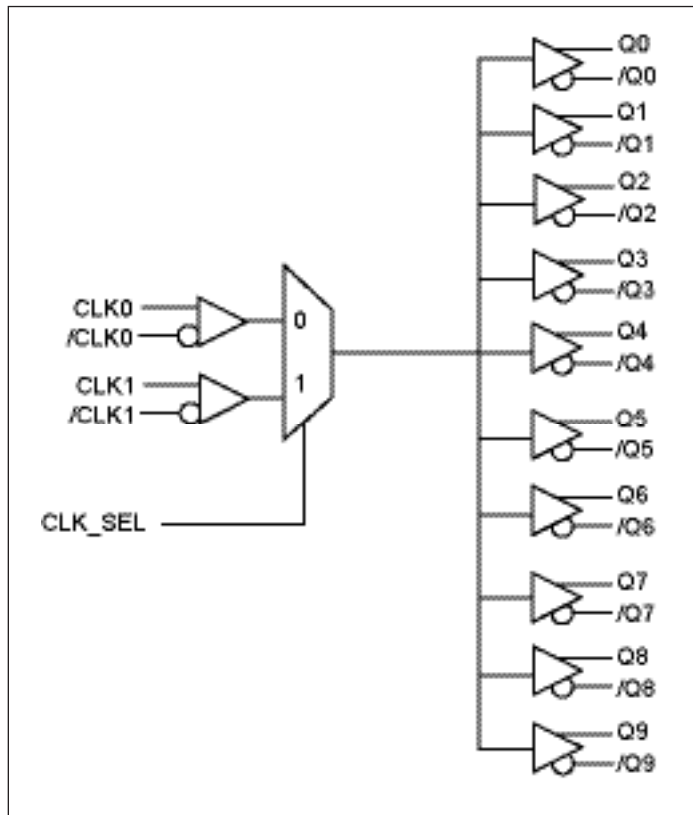 Q0
/Q0
Q1
/Q1
Q2
/Q2
Q3
/Q3
Q4
/Q4
Q5
/Q5
Q6
/Q6
Q7
/Q7
Q8
/Q8
Q9
/Q9
CLK0
/CLK0
CLK1
/CLK1
0
1
CLK_SEL